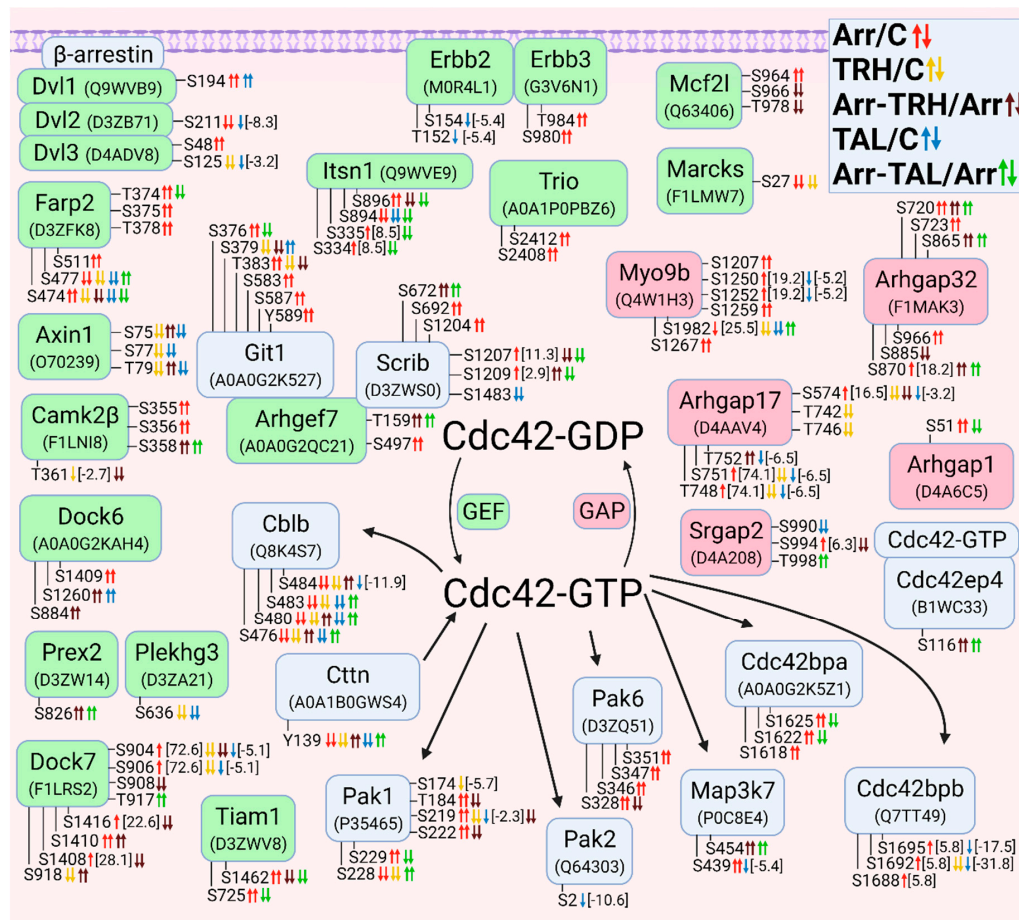 β-arrestin
Dvl1 (Q9WVB9)
S194 ⇈⇈
Dvl2 (D3ZB71)
S211 ⇊↓[-8.3]
Dvl3 (D4ADV8)
S48 ⇈
S125 ⇊↓[-3.2]
Farp2
(D3ZFK8)
T374 ⇈⇊
S375 ⇈
T378 ⇈
S511 ⇈
S477 ⇊⇊⇊⇈
S474 ⇈⇊⇊⇊⇈
Axin1
(O70239)
S75 ⇊⇈⇊
S77 ⇊⇊
T79 ⇊⇈⇊
Camk2β
(F1LNI8)
S355 ⇈
S356 ⇈
S358 ⇈⇈
T361 ↓[-2.7]⇊
Dock6
(A0A0G2KAH4)
S1409 ⇈
S1260 ⇈⇈
S884 ⇈
Prex2
(D3ZW14)
S826 ⇈⇈
Plekhg3
(D3ZA21)
S636 ⇊⇊
Dock7
(F1LRS2)
S904 ↑[72.6]⇊⇊↓[-5.1]
S906 ↑[72.6]⇊↓[-5.1]
S908 ⇊
T917 ⇈
S1416 ↑[22.6]⇊
S1410 ⇈⇈
S1408 ↑[28.1]⇊
S918 ⇊⇈
Tiam1
(D3ZWV8)
S1462 ⇈⇊⇊
S725 ⇈⇊
Erbb2
(M0R4L1)
S154 ↓[-5.4]
T152 ↓[-5.4]
Erbb3
(G3V6N1)
T984 ⇈
S980 ⇈
Itsn1 (Q9WVE9)
S896 ⇈⇊⇊
S894 ⇊⇊⇊
S335 ↑[8.5]⇊
S334 ↑[8.5]⇊
Trio
(A0A1P0PBZ6)
S2412 ⇈
S2408 ⇈
S376 ⇈⇊
S379 ⇊⇊⇈
T383 ⇈⇊⇊
S583 ⇈
S587 ⇈
Y589 ⇈
Git1
(A0A0G2K527)
S672 ⇈⇈
S692 ⇈
S1204 ⇈
Scrib
(D3ZWS0)
S1207 ↑[11.3]⇊⇊
S1209 ↑[2.9]⇈⇊
S1483 ⇊
Arhgef7
(A0A0G2QC21)
T159 ⇈⇈
S497 ⇈
Mcf2l
(Q63406)
S964 ⇈
S966 ⇊
T978 ⇊
Marcks
(F1LMW7)
S27 ⇊⇊
Arr/C ↑↓
TRH/C ↑↓
Arr-TRH/Arr ↑↓
TAL/C ↑↓
Arr-TAL/Arr ↑↓
Myo9b
(Q4W1H3)
S1207 ⇈
S1250 ↑[19.2]↓[-5.2]
S1252 ↑[19.2]↓[-5.2]
S1259 ⇈
S1982 ↓[25.5]⇊⇊⇈
S1267 ⇈
S720 ⇈⇈⇈
S723 ⇈
S865 ⇈⇈
Arhgap32
(F1MAK3)
S966 ⇈
S885 ⇊
S870 ↑[18.2]⇈⇈
Arhgap17
(D4AAV4)
S574 ↑[16.5]⇊⇊↓[-3.2]
T742 ⇊
T746 ⇊
T752 ⇈↓[-6.5]
S751 ↑[74.1]⇊↓[-6.5]
T748 ↑[74.1]⇊↓[-6.5]
S51 ⇈⇊
Arhgap1
(D4A6C5)
Srgap2
(D4A208)
S990 ⇊
S994 ↑[6.3]⇊
T998 ⇈
Cdc42-GTP
Cdc42ep4
(B1WC33)
S116 ⇈⇈
Cdc42-GDP
GEF
GAP
Cdc42-GTP
Cblb
(Q8K4S7)
S484 ⇊⇊⇈↓[-11.9]
S483 ⇊⇊⇊⇈
S480 ⇊⇊⇈⇊⇈
S476 ⇊⇊⇈⇊⇈
Cttn
(A0A1B0GWS4)
Y139 ⇊⇊⇈⇊⇈
Pak1
(P35465)
S174 ↓[-5.7]
T184 ⇈⇊
S219 ⇈⇊↓[-2.3]⇊
S222 ⇈⇊
S229 ⇈⇊
S228 ⇊⇊⇈
Pak2
(Q64303)
S2 ↓[-10.6]
Pak6
(D3ZQ51)
S351 ⇈
S347 ⇈
S346 ⇈
S328 ⇈⇊
Map3k7
(P0C8E4)
S454 ⇈⇈
S439 ⇈↓[-5.4]
Cdc42bpa
(A0A0G2K5Z1)
S1625 ⇈⇊
S1622 ⇈⇊
S1618 ⇈
Cdc42bpb
(Q7TT49)
S1695 ↑[5.8]↓[-17.5]
S1692 ↑[5.8]⇊↓[-31.8]
S1688 ↑[5.8]